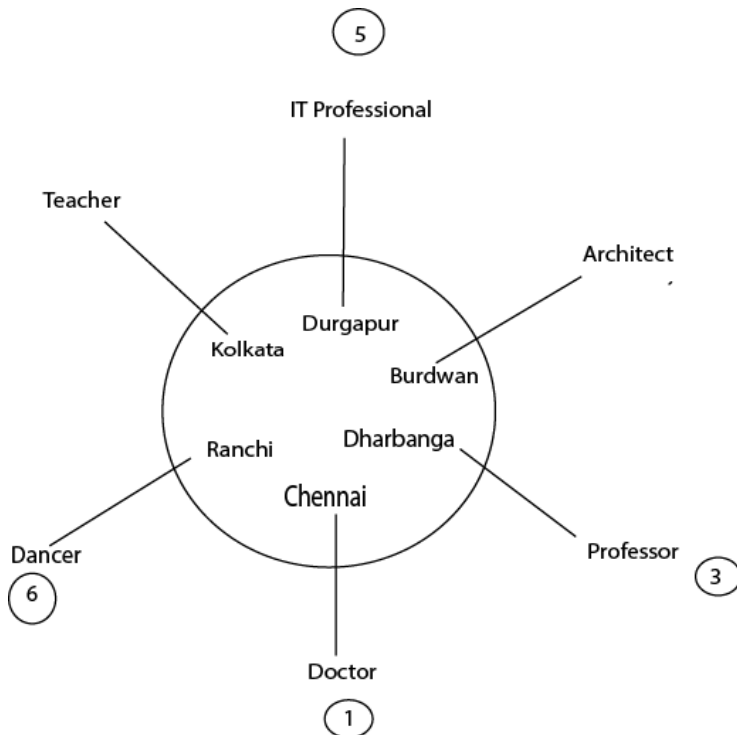 5
IT Professional
Teacher
Architect
Durgapur
Kolkata
Burdwan
Dharbanga
Ranchi
Chennai
Dancer
Professor
6
3
Doctor
1